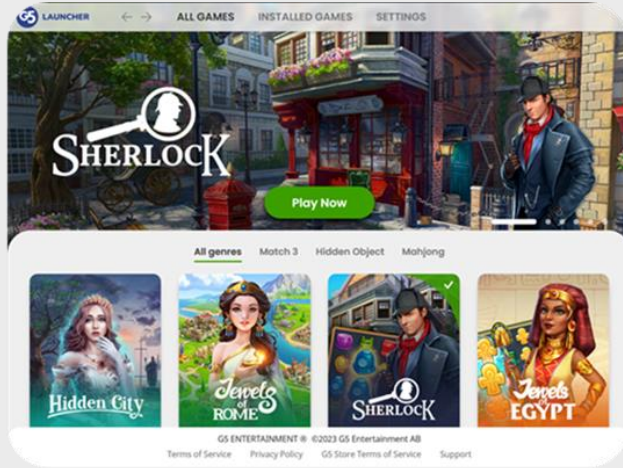 G5 LAUNCHER ALL GAMES INSTALLED GAMES SETTINGS
SHERLOCK
Play Now
All genres Match 3 Hidden Object Mahjong
Hidden City
Jewels of ROME
SHERLOCK
Jewels of EGYPT
G5 ENTERTAINMENT ® ©2023 G5 Entertainment AB
Terms of Service Privacy Policy G5 Store Terms of Service Support